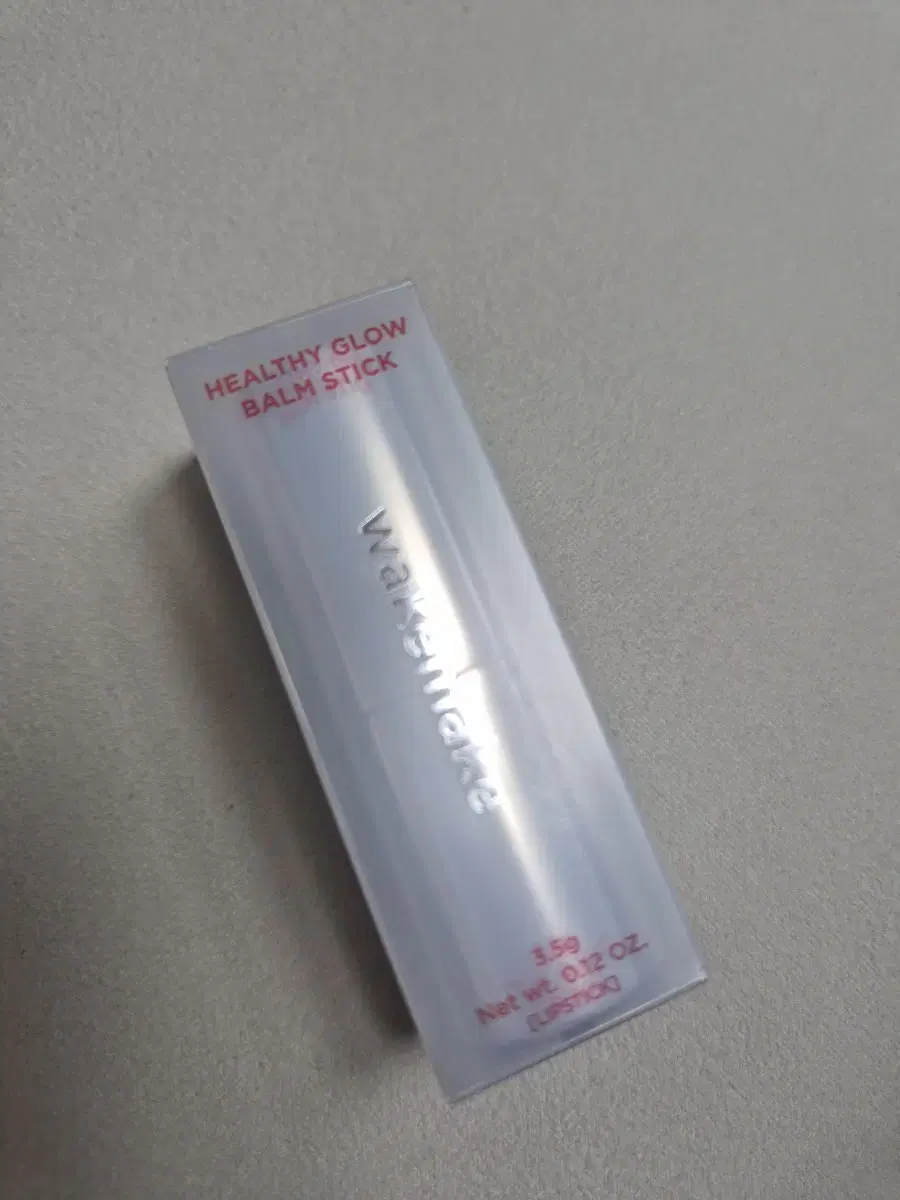 HEALTHY GLOW
BALM STICK
wakemake
3.5g
Net wt. 0.12 OZ.
[LIPSTICK]